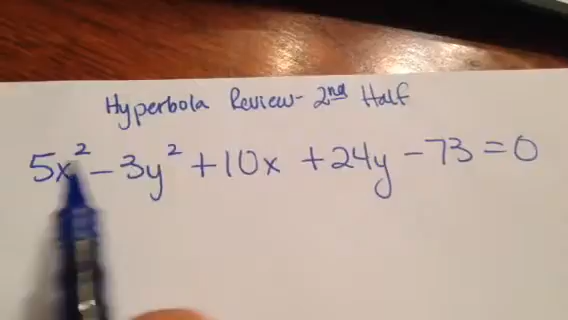 Hyperbola Review - 2nd Half
5x² - 3y² + 10x + 24y - 73 = 0